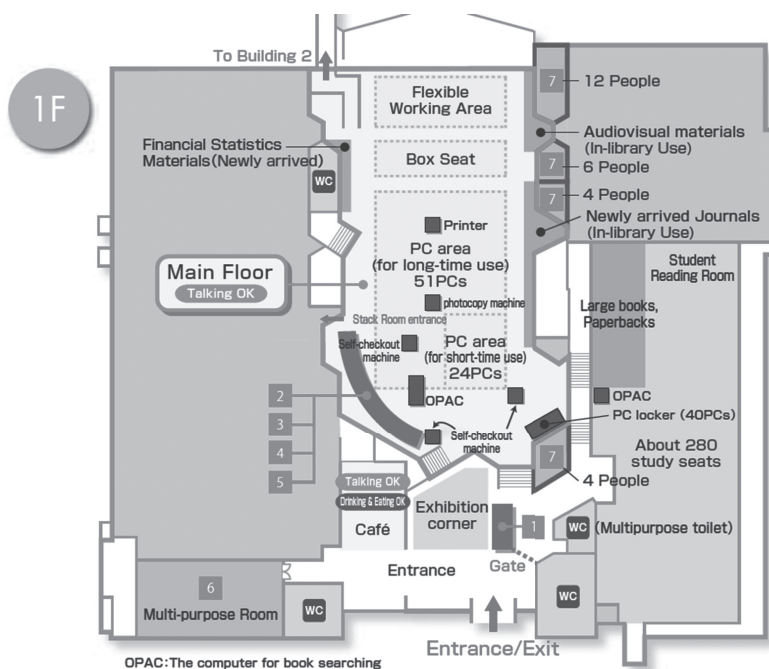 To Building 2
1F
Flexible
Working Area
7
12 People
Financial Statistics
Materials(Newly arrived)
WC
Box Seat
Audiovisual materials
(In-library Use)
7
6 People
7
4 People
Newly arrived Journals
(In-library Use)
Printer
PC area
(for long-time use)
51PCs
Main Floor
Talking OK
photocopy machine
Student
Reading Room
Large books,
Paperbacks
Stack Room entrance
Self-checkout
machine
PC area
(for short-time use)
24PCs
2
3
4
5
OPAC
OPAC
PC locker (40PCs)
Self-checkout
machine
7
4 People
About 280
study seats
Talking OK
Drinking & Eating OK
Café
Exhibition
corner
1
WC
(Multipurpose toilet)
Gate
Entrance
6
Multi-purpose Room
WC
WC
Entrance/Exit
OPAC:The computer for book searching